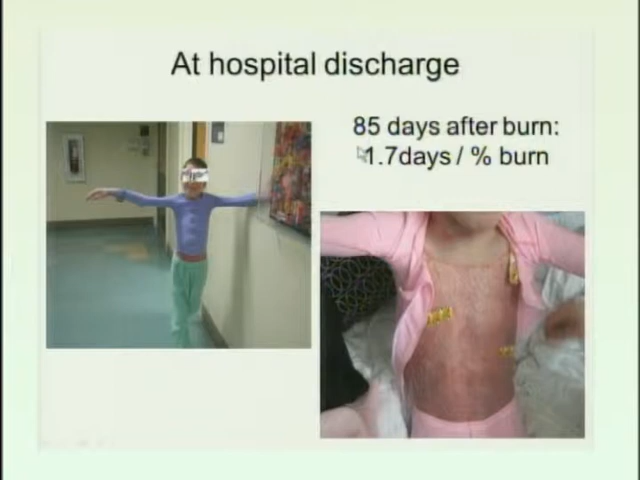 At hospital discharge
85 days after burn:
1.7days / % burn